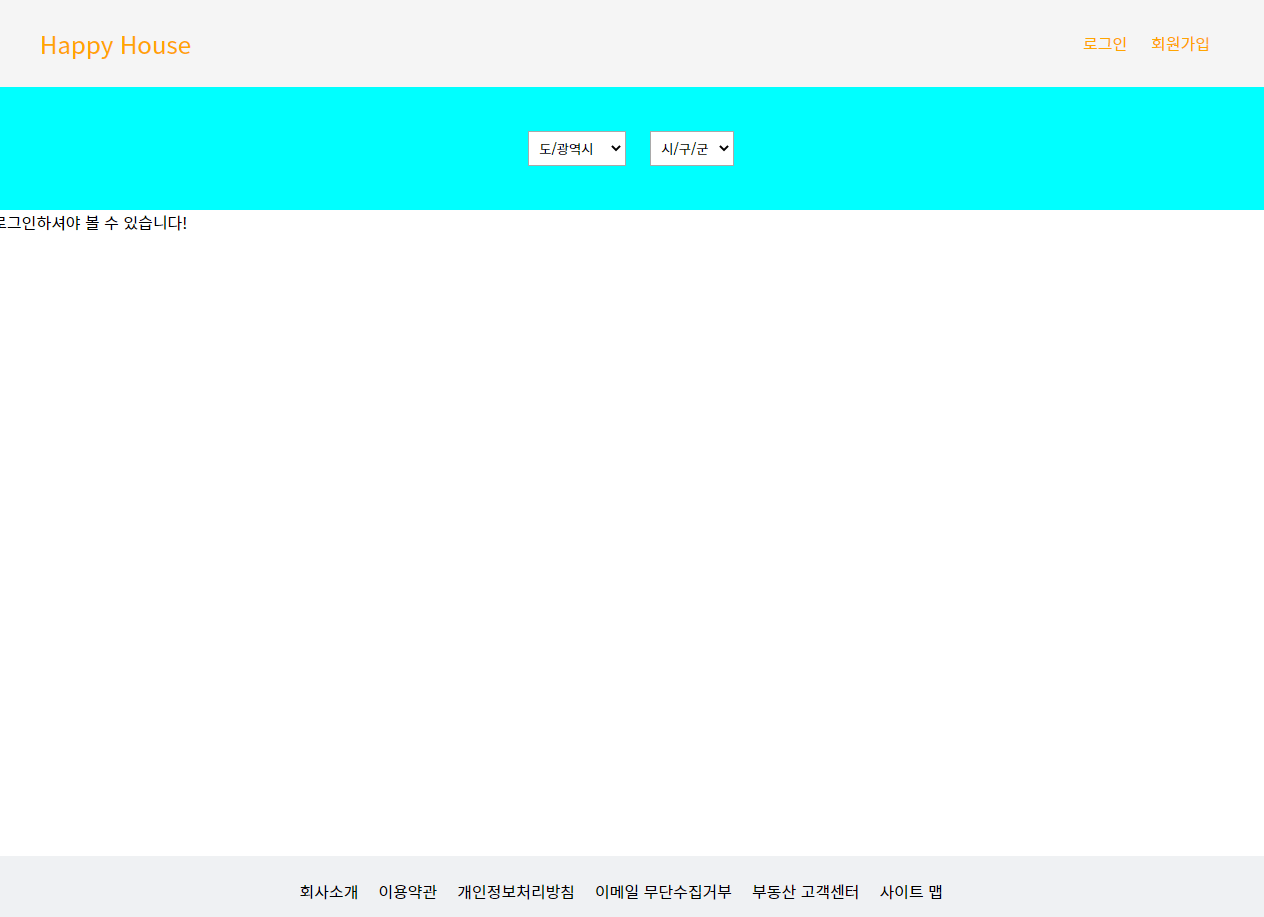 Happy House
로그인 회원가입
도/광역시 시/구/군
로그인하셔야 볼 수 있습니다!
회사소개 이용약관 개인정보처리방침 이메일 무단수집거부 부동산 고객센터 사이트 맵